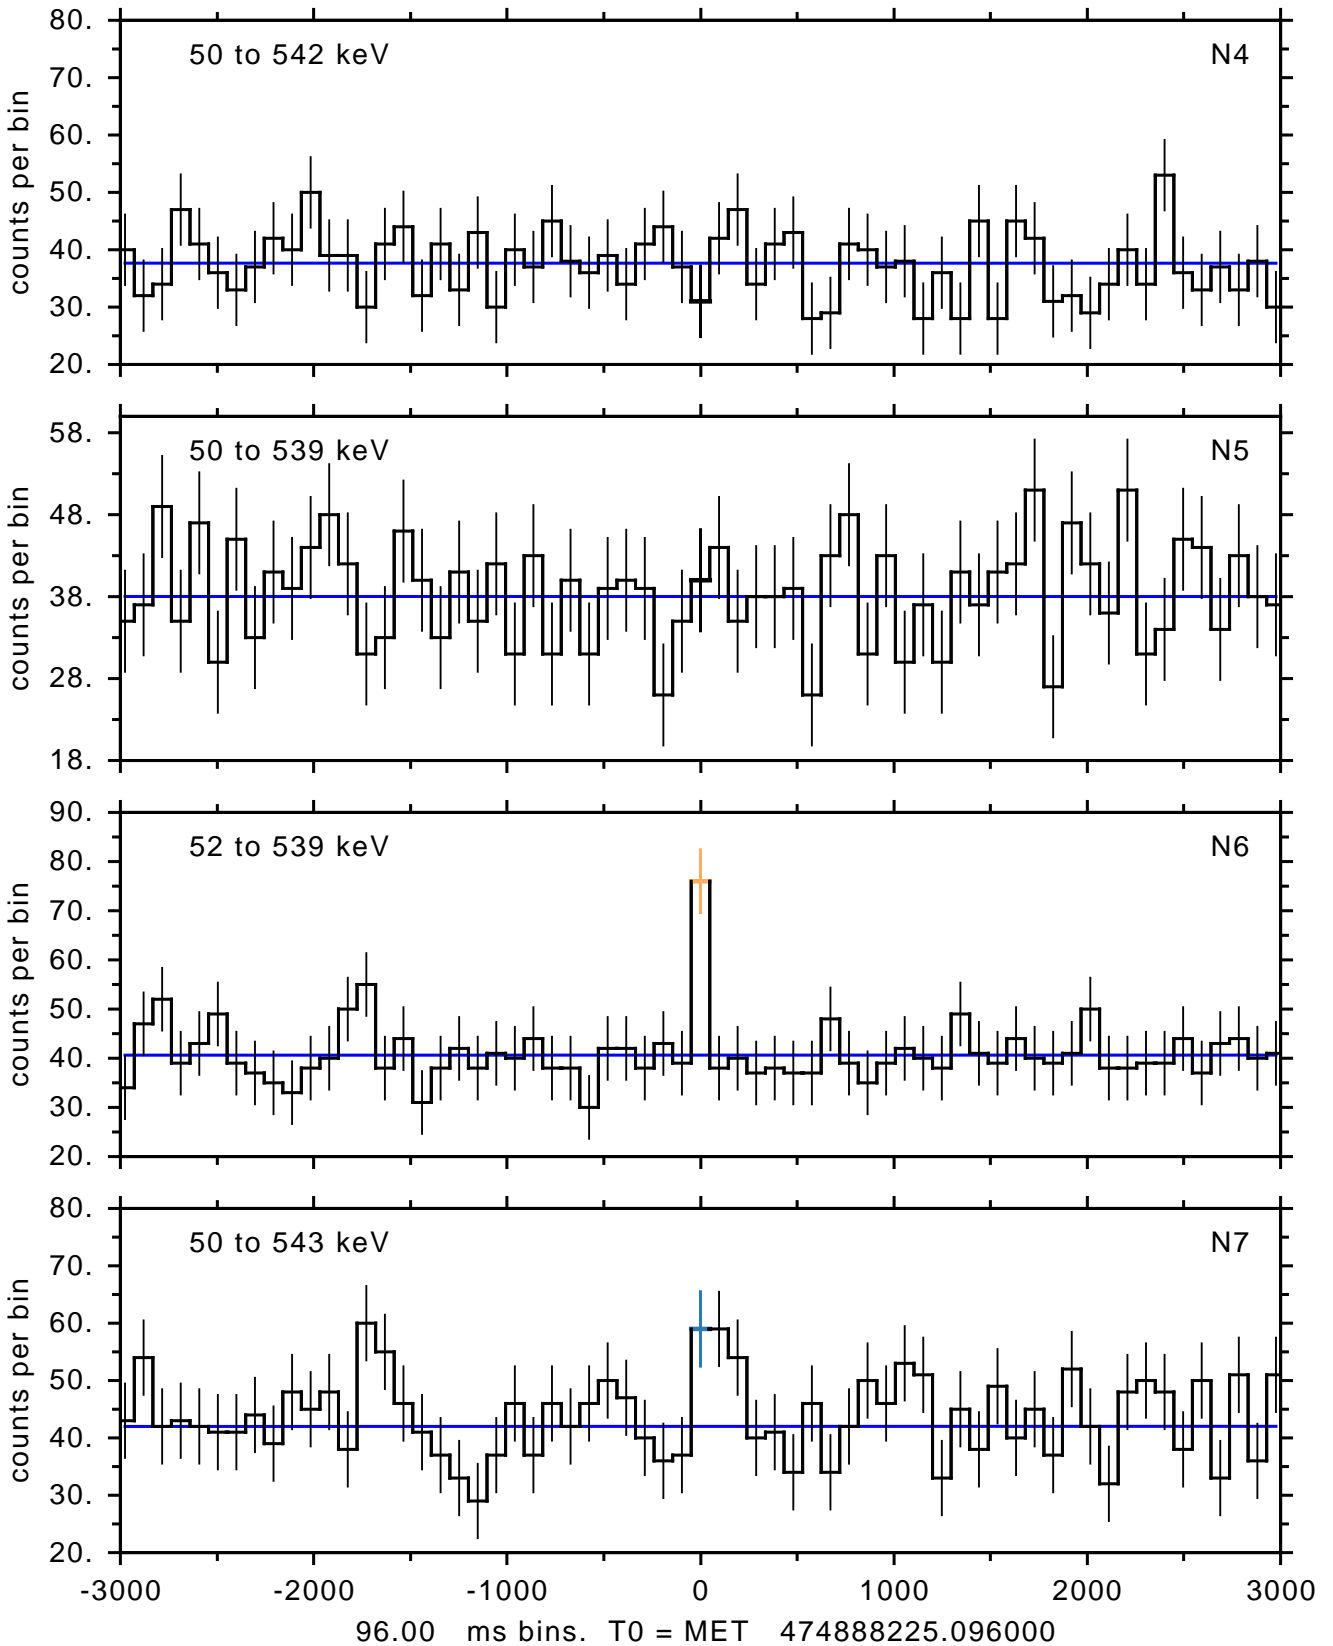 80.
50 to 542 keV N4
70.
60.
50.
40.
30.
20.
counts per bin
58.
50 to 539 keV N5
48.
38.
28.
18.
counts per bin
90.
52 to 539 keV N6
80.
70.
60.
50.
40.
30.
20.
counts per bin
80.
50 to 543 keV N7
70.
60.
50.
40.
30.
20.
counts per bin
-3000 -2000 -1000 0 1000 2000 3000
96.00 ms bins. T0 = MET 474888225.096000